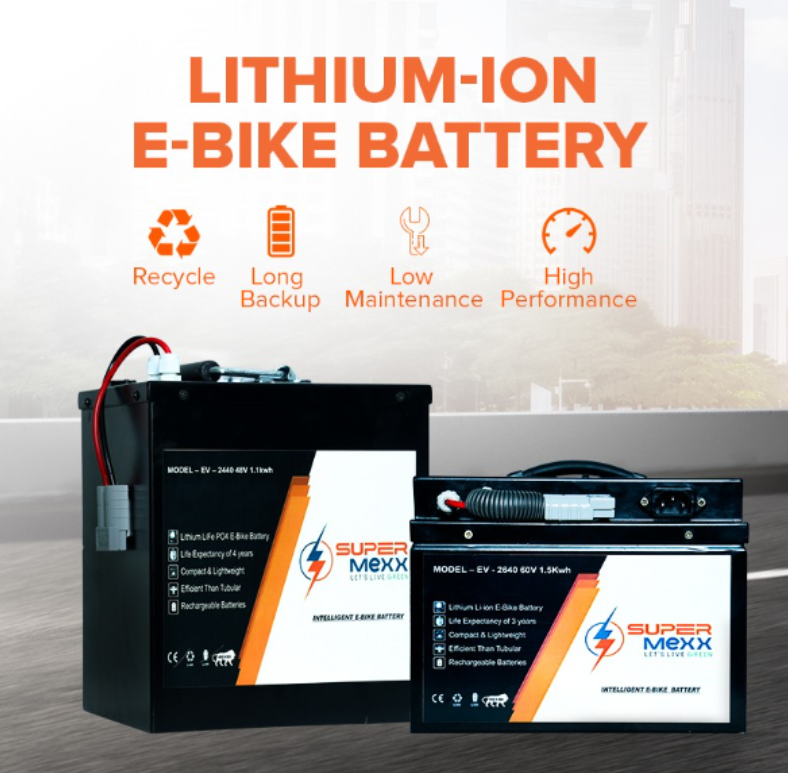 LITHIUM-ION
E-BIKE BATTERY
Recycle
Long
Backup
Low
Maintenance
High
Performance
MODEL – EV – 2440 48V 1.1kwh
Lithium LiFe PO4 E-Bike Battery
Life Expectancy of 4 years
Compact & Lightweight
Efficient Than Tubular
Rechargeable Batteries
CE
SUPER
MEXX
LET'S LIVE GREEN
INTELLIGENT E-BIKE BATTERY
MODEL – EV - 2640 60V 1.5Kwh
Lithium Li-ion E-Bike Battery
Life Expectancy of 3 years
Compact & Lightweight
Efficient Than Tubular
Rechargeable Batteries
CE
SUPER
MEXX
LET'S LIVE GREEN
INTELLIGENT E-BIKE BATTERY